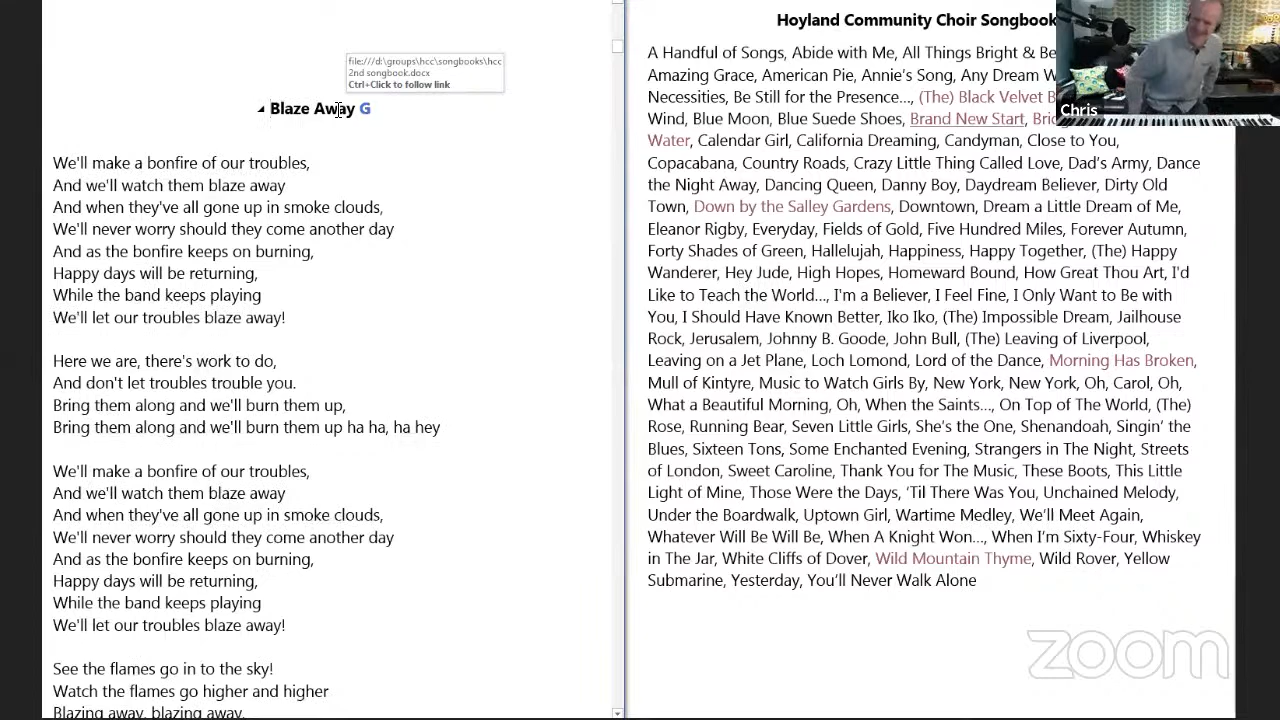 file:///d:\groups\hcc\songbooks\hcc
2nd songbook.docx
Ctrl+Click to follow link
Blaze Away G
We'll make a bonfire of our troubles,
And we'll watch them blaze away
And when they've all gone up in smoke clouds,
We'll never worry should they come another day
And as the bonfire keeps on burning,
Happy days will be returning,
While the band keeps playing
We'll let our troubles blaze away!
Here we are, there's work to do,
And don't let troubles trouble you.
Bring them along and we'll burn them up,
Bring them along and we'll burn them up ha ha, ha hey
We'll make a bonfire of our troubles,
And we'll watch them blaze away
And when they've all gone up in smoke clouds,
We'll never worry should they come another day
And as the bonfire keeps on burning,
Happy days will be returning,
While the band keeps playing
We'll let our troubles blaze away!
See the flames go in to the sky!
Watch the flames go higher and higher
Blazing away, blazing away,
Hoyland Community Choir Songbook
A Handful of Songs, Abide with Me, All Things Bright & Be
Amazing Grace, American Pie, Annie's Song, Any Dream W
Necessities, Be Still for the Presence..., (The) Black Velvet B
Wind, Blue Moon, Blue Suede Shoes, Brand New Start, Brid
Water, Calendar Girl, California Dreaming, Candyman, Close to You,
Copacabana, Country Roads, Crazy Little Thing Called Love, Dad's Army, Dance
the Night Away, Dancing Queen, Danny Boy, Daydream Believer, Dirty Old
Town, Down by the Salley Gardens, Downtown, Dream a Little Dream of Me,
Eleanor Rigby, Everyday, Fields of Gold, Five Hundred Miles, Forever Autumn,
Forty Shades of Green, Hallelujah, Happiness, Happy Together, (The) Happy
Wanderer, Hey Jude, High Hopes, Homeward Bound, How Great Thou Art, I'd
Like to Teach the World..., I'm a Believer, I Feel Fine, I Only Want to Be with
You, I Should Have Known Better, Iko Iko, (The) Impossible Dream, Jailhouse
Rock, Jerusalem, Johnny B. Goode, John Bull, (The) Leaving of Liverpool,
Leaving on a Jet Plane, Loch Lomond, Lord of the Dance, Morning Has Broken,
Mull of Kintyre, Music to Watch Girls By, New York, New York, Oh, Carol, Oh,
What a Beautiful Morning, Oh, When the Saints..., On Top of The World, (The)
Rose, Running Bear, Seven Little Girls, She's the One, Shenandoah, Singin' the
Blues, Sixteen Tons, Some Enchanted Evening, Strangers in The Night, Streets
of London, Sweet Caroline, Thank You for The Music, These Boots, This Little
Light of Mine, Those Were the Days, 'Til There Was You, Unchained Melody,
Under the Boardwalk, Uptown Girl, Wartime Medley, We'll Meet Again,
Whatever Will Be Will Be, When A Knight Won..., When I'm Sixty-Four, Whiskey
in The Jar, White Cliffs of Dover, Wild Mountain Thyme, Wild Rover, Yellow
Submarine, Yesterday, You'll Never Walk Alone
Chris
zoom